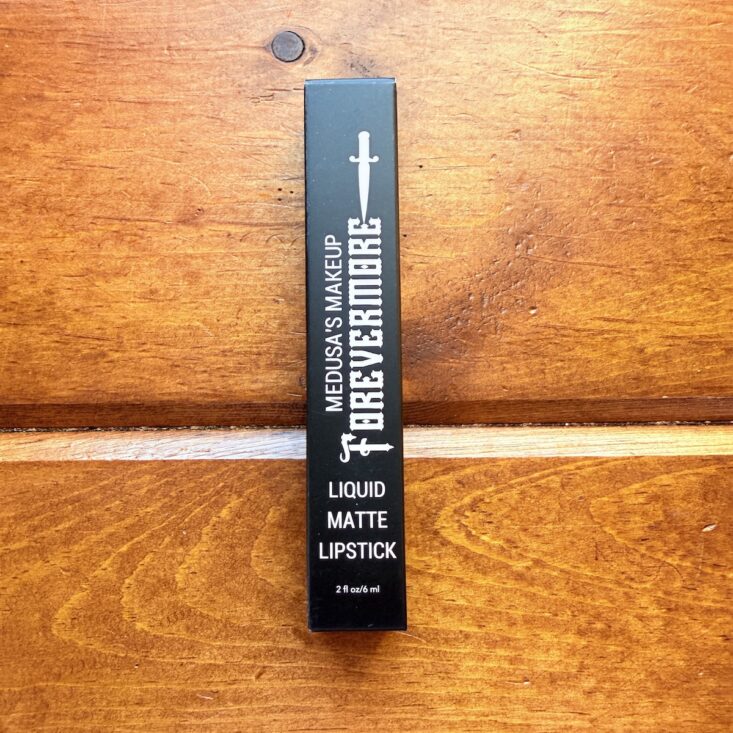 MEDUSA'S MAKEUP
FOREVERMORE
LIQUID
MATTE
LIPSTICK
2 fl oz/6 ml